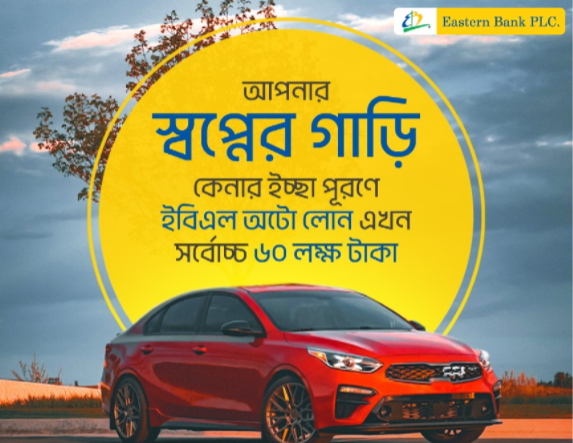 Eastern Bank PLC.
আপনার
স্বপ্নের গাড়ি
কেনার ইচ্ছা পূরণে
ইবিএল অটো লোন এখন
সর্বোচ্চ ৬০ লক্ষ টাকা